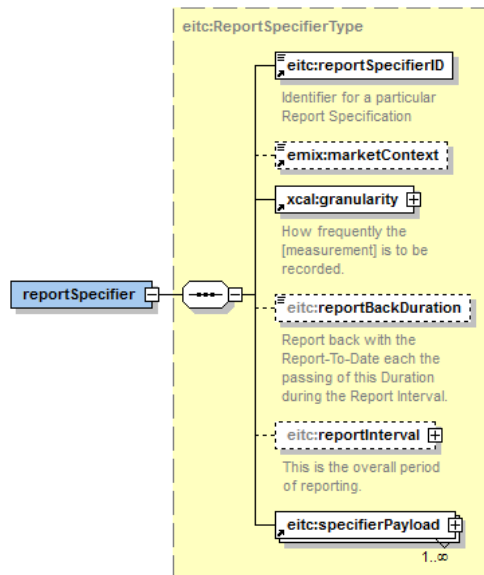 eitc:ReportSpecifierType
eitc:reportSpecifierID
Identifier for a particular
Report Specification
emix:marketContext
xcal:granularity
How frequently the
[measurement] is to be
recorded.
reportSpecifier
eitc:reportBackDuration
Report back with the
Report-To-Date each the
passing of this Duration
during the Report Interval.
eitc:reportInterval
This is the overall period
of reporting.
eitc:specifierPayload
1..∞